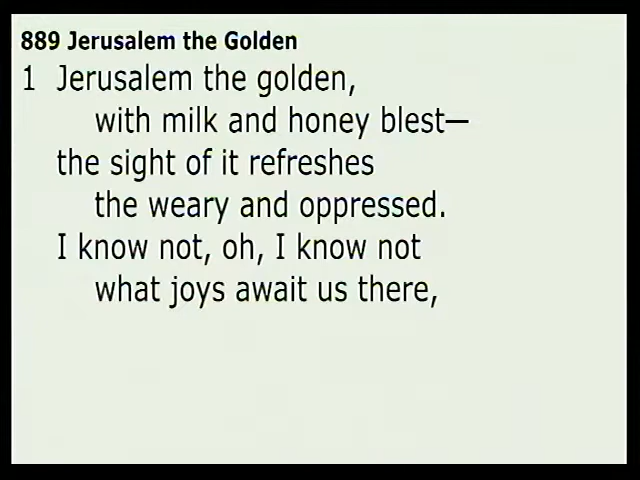 889 Jerusalem the Golden
1 Jerusalem the golden,
with milk and honey blest—
the sight of it refreshes
the weary and oppressed.
I know not, oh, I know not
what joys await us there,